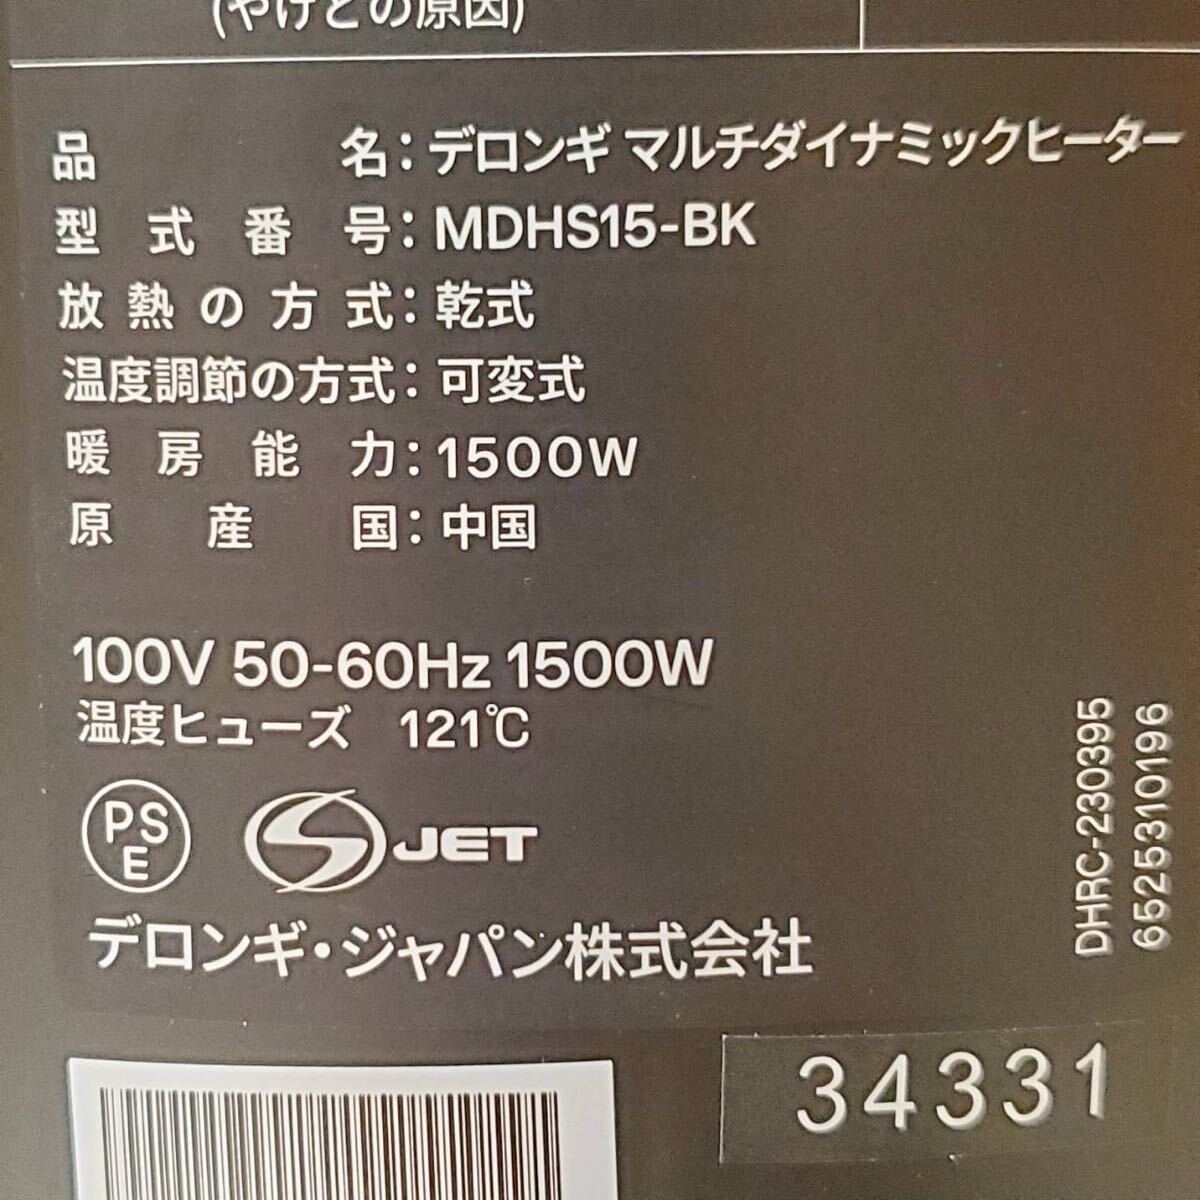 (やけどの原因)
品名：デロンギ マルチダイナミックヒーター
型式番号：MDHS15-BK
放熱の方式：乾式
温度調節の方式：可変式
暖房能力：1500W
原産国：中国
100V 50-60Hz 1500W
温度ヒューズ 121℃
PSE
S JET
デロンギ・ジャパン株式会社
DHRC-230395
6525310196
34331